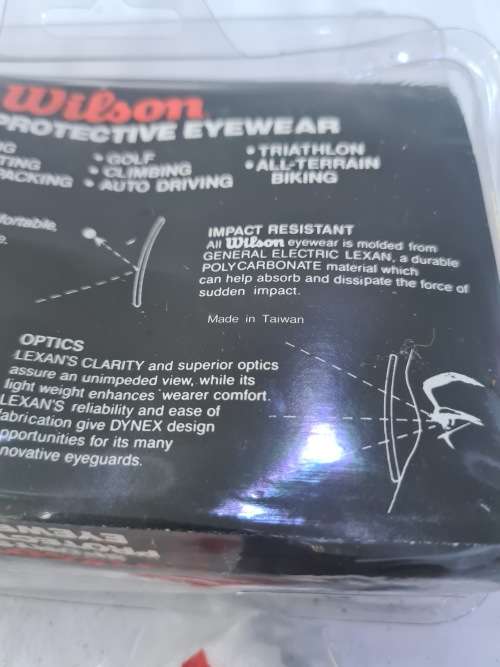 Wilson
PROTECTIVE EYEWEAR
• GOLF
• CLIMBING
• AUTO DRIVING
• TRIATHLON
• ALL-TERRAIN
BIKING
IMPACT RESISTANT
All Wilson eyewear is molded from
GENERAL ELECTRIC LEXAN, a durable
POLYCARBONATE material which
can help absorb and dissipate the force of
sudden impact.
Made in Taiwan
OPTICS
LEXAN'S CLARITY and superior optics
assure an unimpeded view, while its
light weight enhances wearer comfort.
LEXAN'S reliability and ease of
fabrication give DYNEX design
opportunities for its many
novative eyeguards.